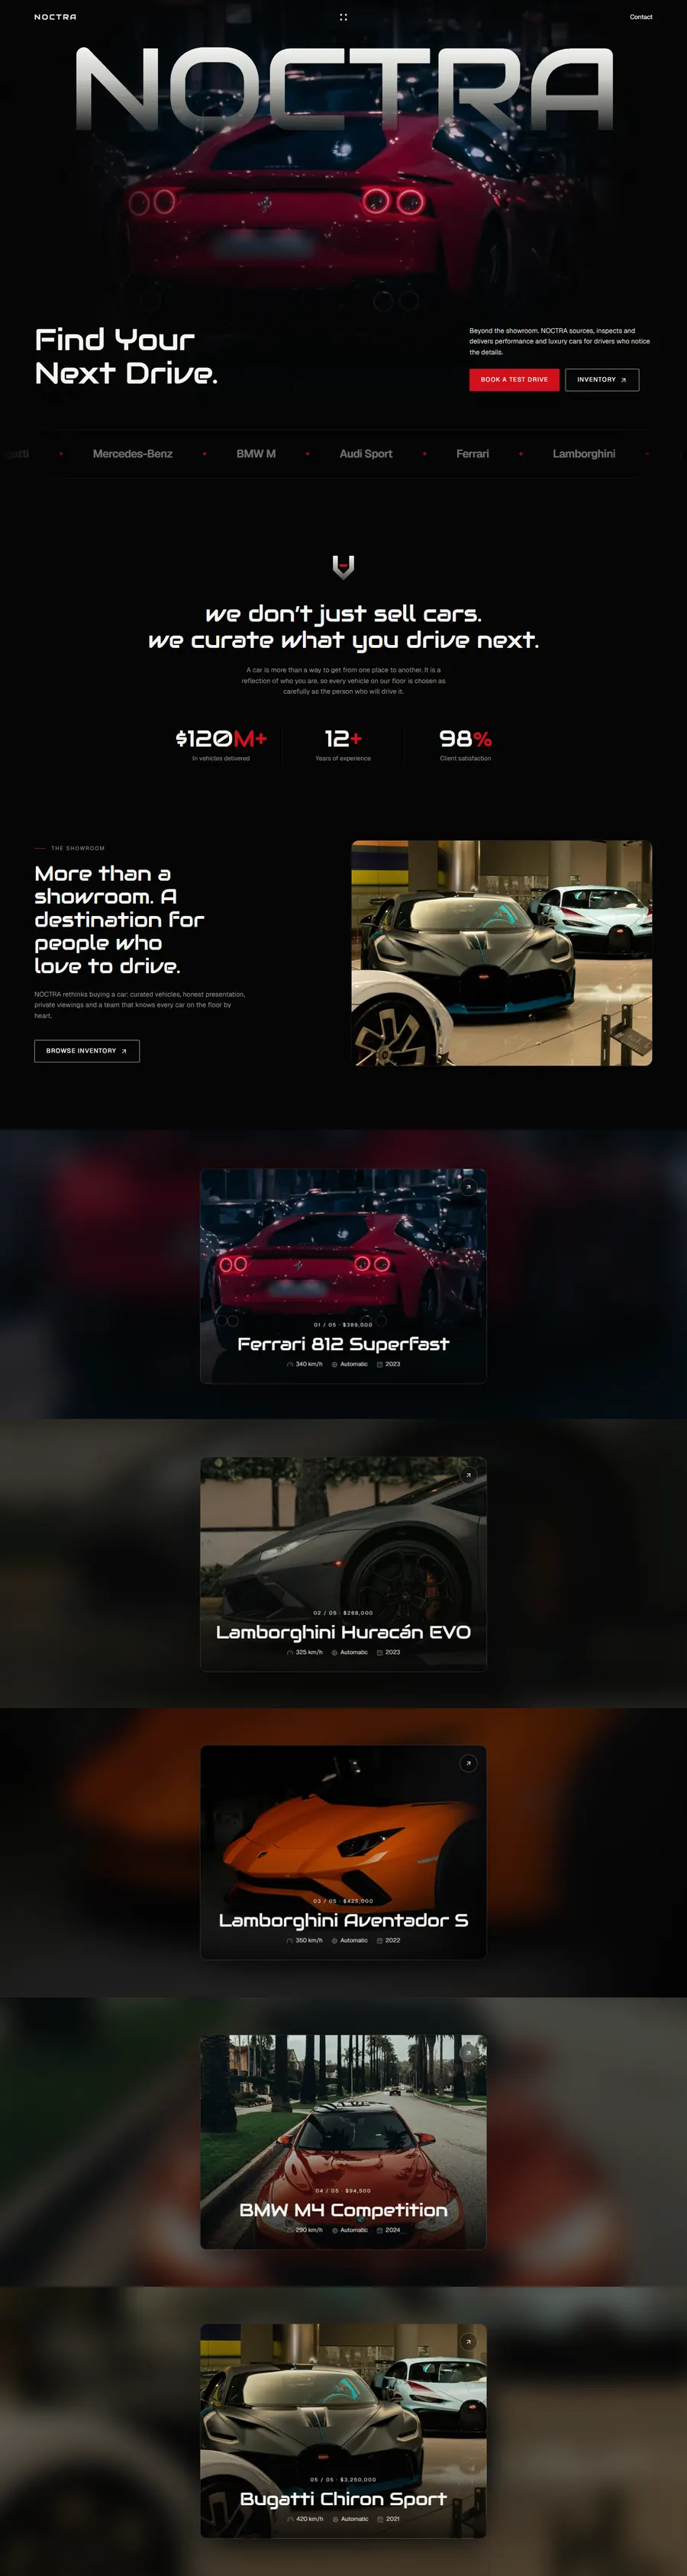 NOCTRA
Contact
NOCTRA
Find Your
Next Drive.
Beyond the showroom. NOCTRA sources, inspects and
delivers performance and luxury cars for drivers who notice
the details.
BOOK A TEST DRIVE
INVENTORY
gatti
Mercedes-Benz
BMW M
Audi Sport
Ferrari
Lamborghini
we don't just sell cars.
we curate what you drive next.
A car is more than a way to get from one place to another. It is a
reflection of who you are, so every vehicle on our floor is chosen as
carefully as the person who will drive it.
$120M+
In vehicles delivered
12+
Years of experience
98%
Client satisfaction
THE SHOWROOM
More than a
showroom. A
destination for
people who
love to drive.
NOCTRA rethinks buying a car: curated vehicles, honest presentation,
private viewings and a team that knows every car on the floor by
heart.
BROWSE INVENTORY
01 / 05 · $389,000
Ferrari 812 Superfast
340 km/h Automatic 2023
02 / 05 · $268,000
Lamborghini Huracán EVO
325 km/h Automatic 2023
03 / 05 · $425,000
Lamborghini Aventador S
350 km/h Automatic 2022
04 / 05 · $94,500
BMW M4 Competition
290 km/h Automatic 2024
05 / 05 · $3,250,000
Bugatti Chiron Sport
420 km/h Automatic 2021